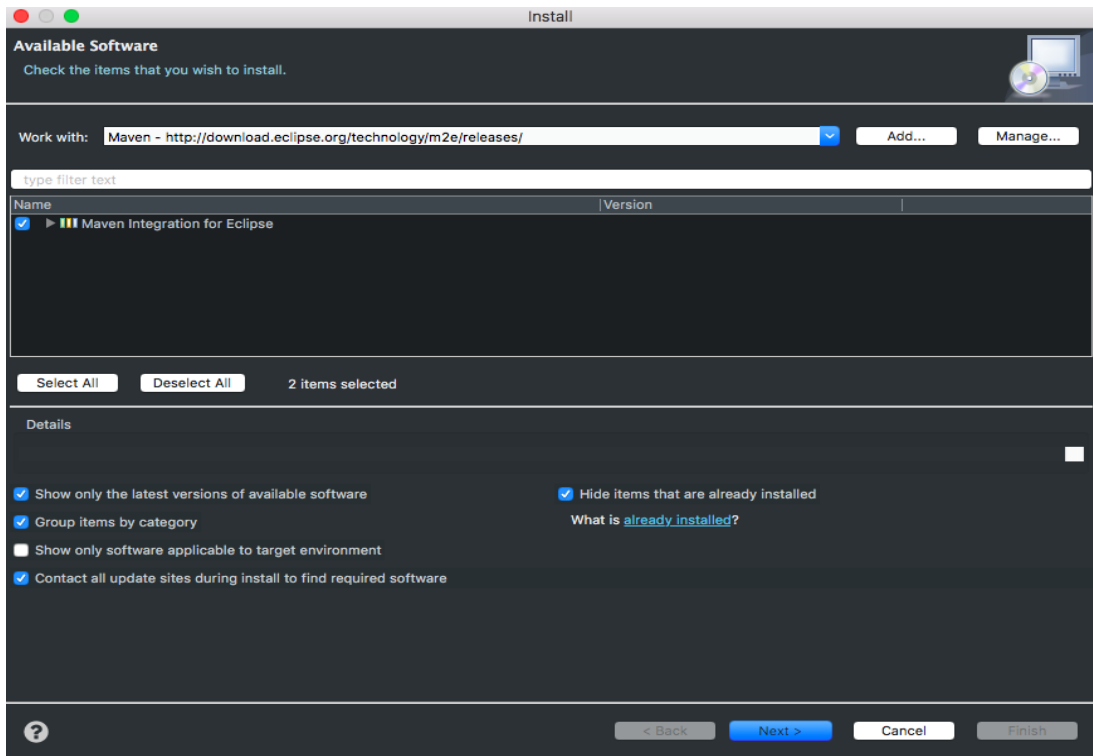 Install
Available Software
Check the items that you wish to install.
Work with: Maven - http://download.eclipse.org/technology/m2e/releases/ Add... Manage...
type filter text
Name Version
Maven Integration for Eclipse
Select All Deselect All 2 items selected
Details
Show only the latest versions of available software Hide items that are already installed
Group items by category What is already installed?
Show only software applicable to target environment
Contact all update sites during install to find required software
? < Back Next > Cancel Finish